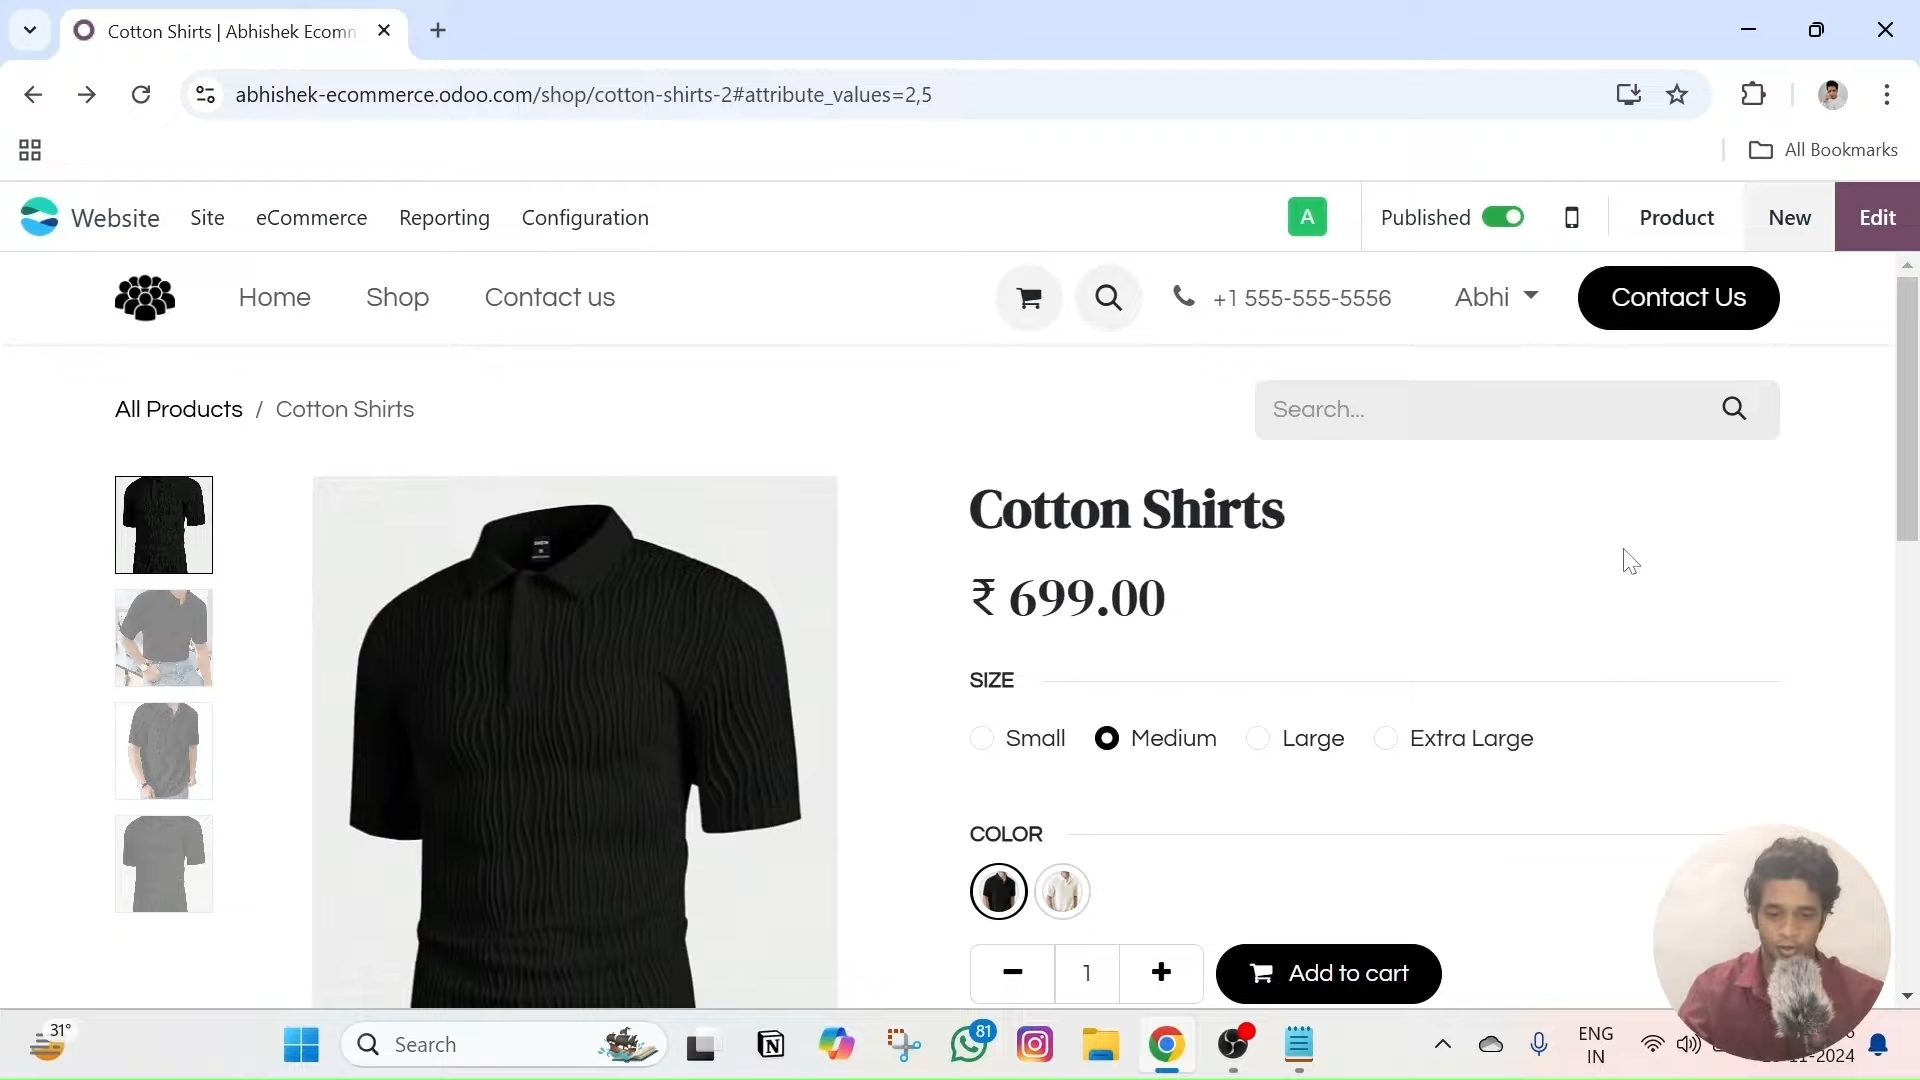 Cotton Shirts | Abhishek Ecomm
abhishek-ecommerce.odoo.com/shop/cotton-shirts-2#attribute_values=2,5
All Bookmarks
Website Site eCommerce Reporting Configuration A Published Product New Edit
Home Shop Contact us +1 555-555-5556 Abhi Contact Us
All Products / Cotton Shirts Search...
Cotton Shirts
₹ 699.00
SIZE
Small Medium Large Extra Large
COLOR
1 Add to cart
31° Search 81 ENG
IN
11-2024